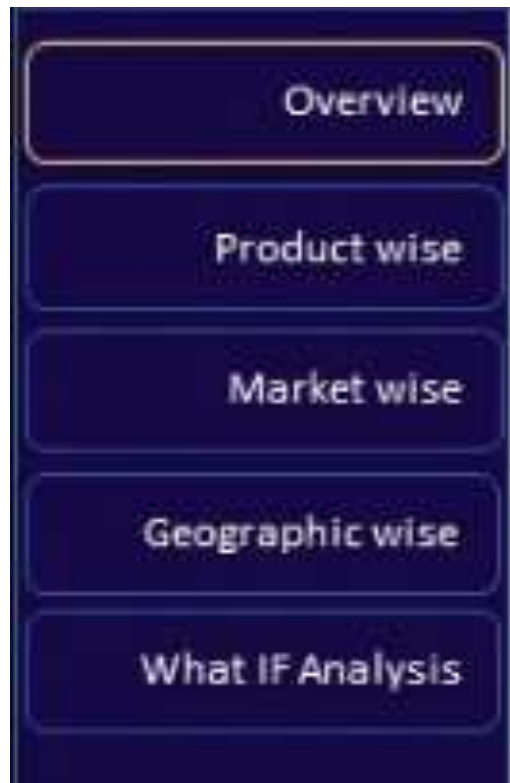 Overview
Product wise
Market wise
Geographic wise
What IF Analysis